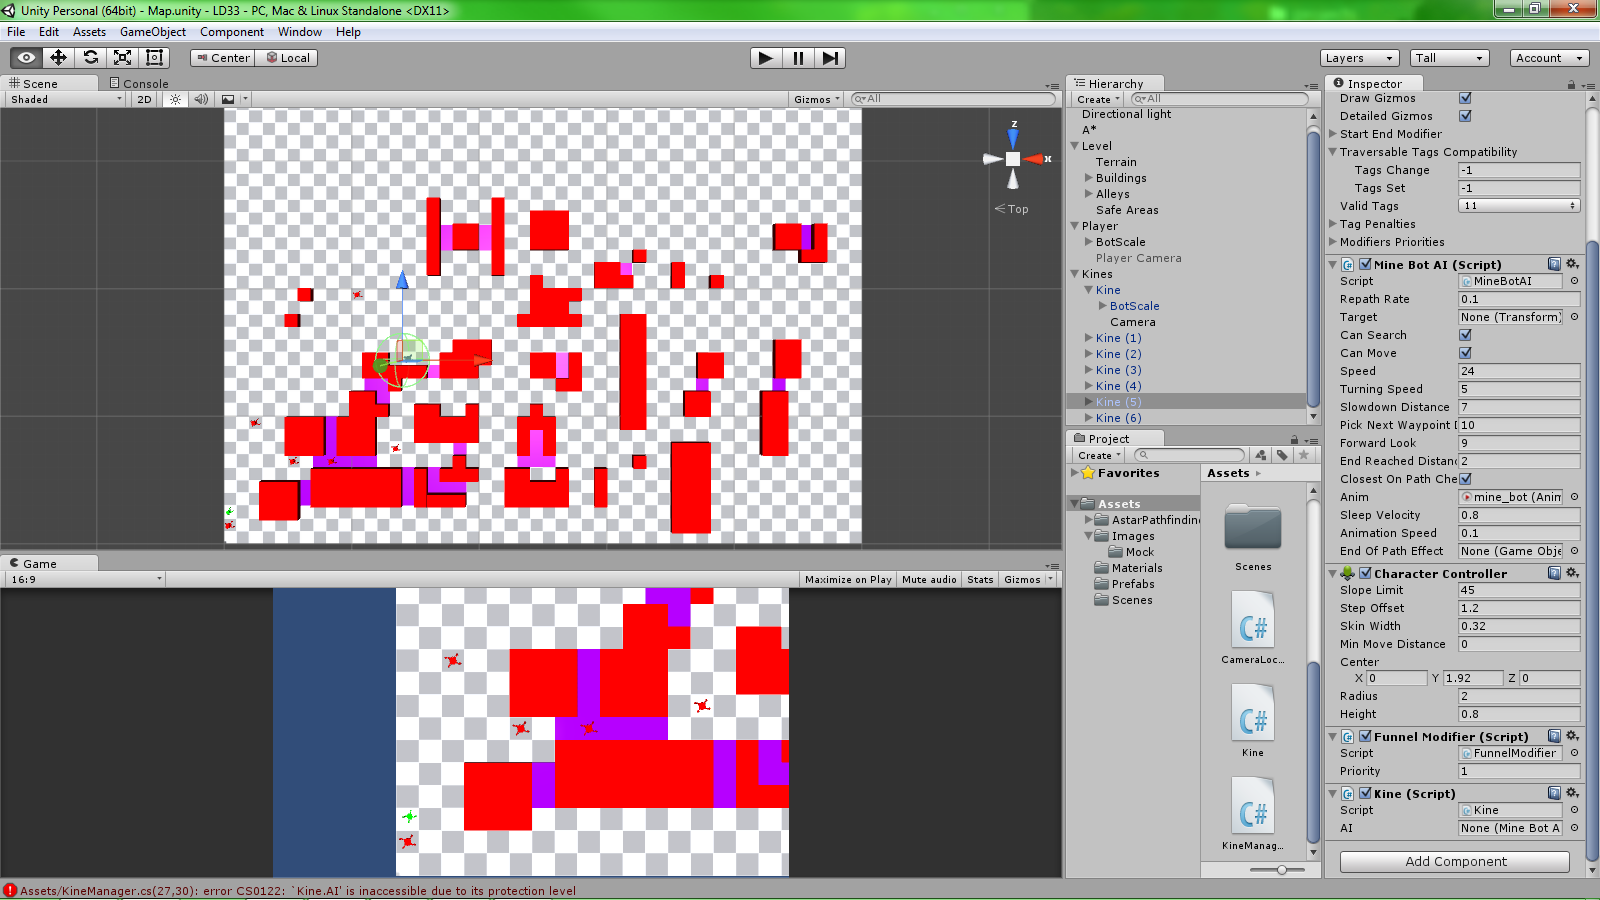 Unity Personal (64bit) - Map.unity - LD33 - PC, Mac & Linux Standalone <DX11>
File Edit Assets GameObject Component Window Help
Center Local
Layers Tall Account
Scene Console
Shaded 2D Gizmos All
z
x
Top
Game
16:9 Maximize on Play Mute audio Stats Gizmos
Hierarchy
Create All
Directional light
A*
Level
Terrain
Buildings
Alleys
Safe Areas
Player
BotScale
Player Camera
Kines
Kine
BotScale
Camera
Kine (1)
Kine (2)
Kine (3)
Kine (4)
Kine (5)
Kine (6)
Project
Create
Favorites
Assets
AstarPathfindin
Images
Mock
Materials
Prefabs
Scenes
Assets
Scenes
C#
CameraLoc...
C#
Kine
C#
KineManag...
Inspector
Draw Gizmos
Detailed Gizmos
Start End Modifier
Traversable Tags Compatibility
Tags Change -1
Tags Set -1
Valid Tags 11
Tag Penalties
Modifiers Priorities
Mine Bot AI (Script)
Script MineBotAI
Repath Rate 0.1
Target None (Transform)
Can Search
Can Move
Speed 24
Turning Speed 5
Slowdown Distance 7
Pick Next Waypoint D 10
Forward Look 9
End Reached Distanc 2
Closest On Path Che
Anim mine_bot (Anim
Sleep Velocity 0.8
Animation Speed 0.1
End Of Path Effect None (Game Obje
Character Controller
Slope Limit 45
Step Offset 1.2
Skin Width 0.32
Min Move Distance 0
Center
X 0 Y 1.92 Z 0
Radius 2
Height 0.8
Funnel Modifier (Script)
Script FunnelModifier
Priority 1
Kine (Script)
Script Kine
AI None (Mine Bot A
Add Component
Assets/KineManager.cs(27,30): error CS0122: `Kine.AI' is inaccessible due to its protection level